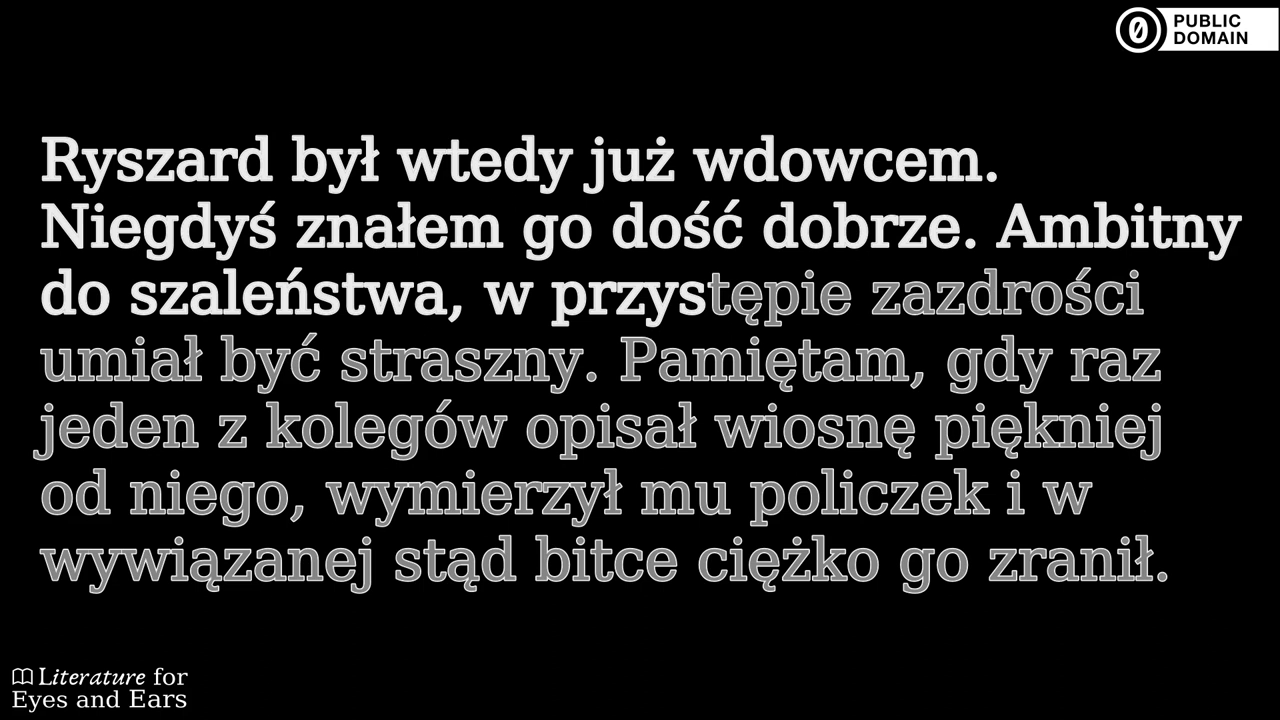 PUBLIC
DOMAIN
Ryszard był wtedy już wdowcem.
Niegdyś znałem go dość dobrze. Ambitny
do szaleństwa, w przystępie zazdrości
umiał być straszny. Pamiętam, gdy raz
jeden z kolegów opisał wiosnę piękniej
od niego, wymierzył mu policzek i w
wywiązanej stąd bitce ciężko go zranił.
Literature for
Eyes and Ears